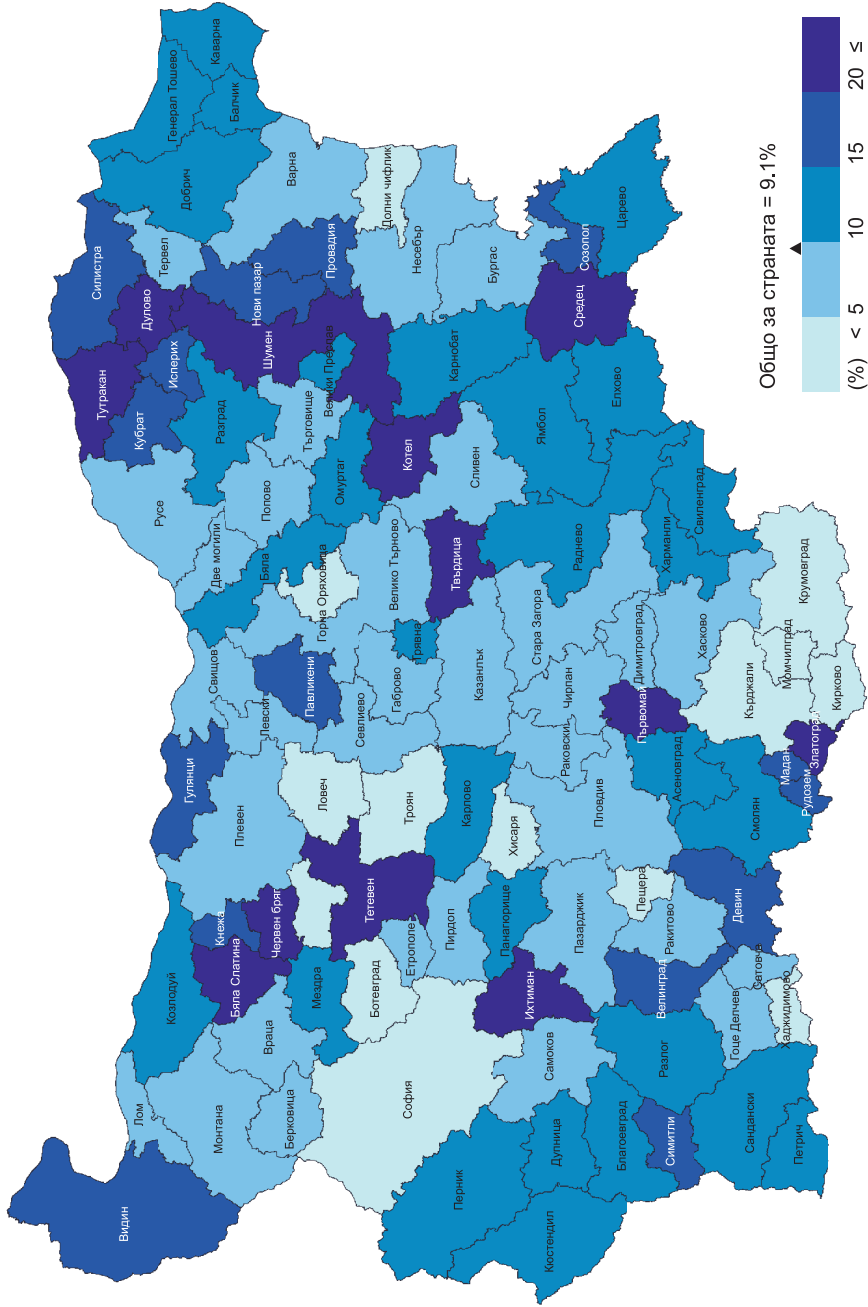 Видин
Лом
Монтана
Берковица
Враца
Козлодуй
Бяла Слатина
Кнежа
Червен бряг
Мездра
Ботевград
Етрополе
Пирдоп
София
Самоков
Ихтиман
Перник
Кюстендил
Дупница
Благоевград
Симитли
Разлог
Сандански
Петрич
Гоце Делчев
Хаджидимово
Сатовча
Велинград
Девин
Ракитово
Пещера
Пазарджик
Панагюрище
Хисаря
Карлово
Троян
Ловеч
Тетевен
Плевен
Гулянци
Левски
Свищов
Павликени
Севлиево
Габрово
Трявна
Велико Търново
Горна Оряховица
Бяла
Две могили
Русе
Попово
Търговище
Омуртаг
Разград
Кубрат
Исперих
Тутракан
Дулово
Силистра
Тервел
Добрич
Генерал Тошево
Каварна
Балчик
Варна
Долни чифлик
Провадия
Нови пазар
Шумен
Велики Преслав
Котел
Сливен
Твърдица
Карнобат
Несебър
Бургас
Средец
Созопол
Царево
Ямбол
Елхово
Раднево
Свиленград
Харманли
Стара Загора
Казанлък
Чирпан
Раковски
Пловдив
Димитровград
Хасково
Първомай
Асеновград
Смолян
Мадан
Рудозем
Златоград
Кърджали
Момчилград
Кирково
Крумовград
Общо за страната = 9.1%
(%) < 5 10 15 20 ≤